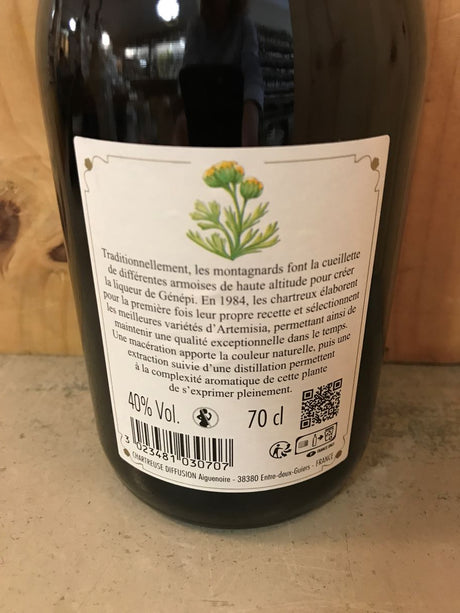 Traditionnellement, les montagnards font la cueillette
de différentes armoises de haute altitude pour créer
la liqueur de Génépi. En 1984, les chartreux élaborent
pour la première fois leur propre recette et sélectionnent
les meilleures variétés d'Artemisia, permettant ainsi de
maintenir une qualité exceptionnelle dans le temps.
Une macération apporte la couleur naturelle, puis une
extraction suivie d'une distillation permettent
à la complexité aromatique de cette plante
de s'exprimer pleinement.
40% Vol. 70 cl
3 023481 030707
CHARTREUSE DIFFUSION Aiguenoire - 38380 Entre-deux-Guiers - FRANCE